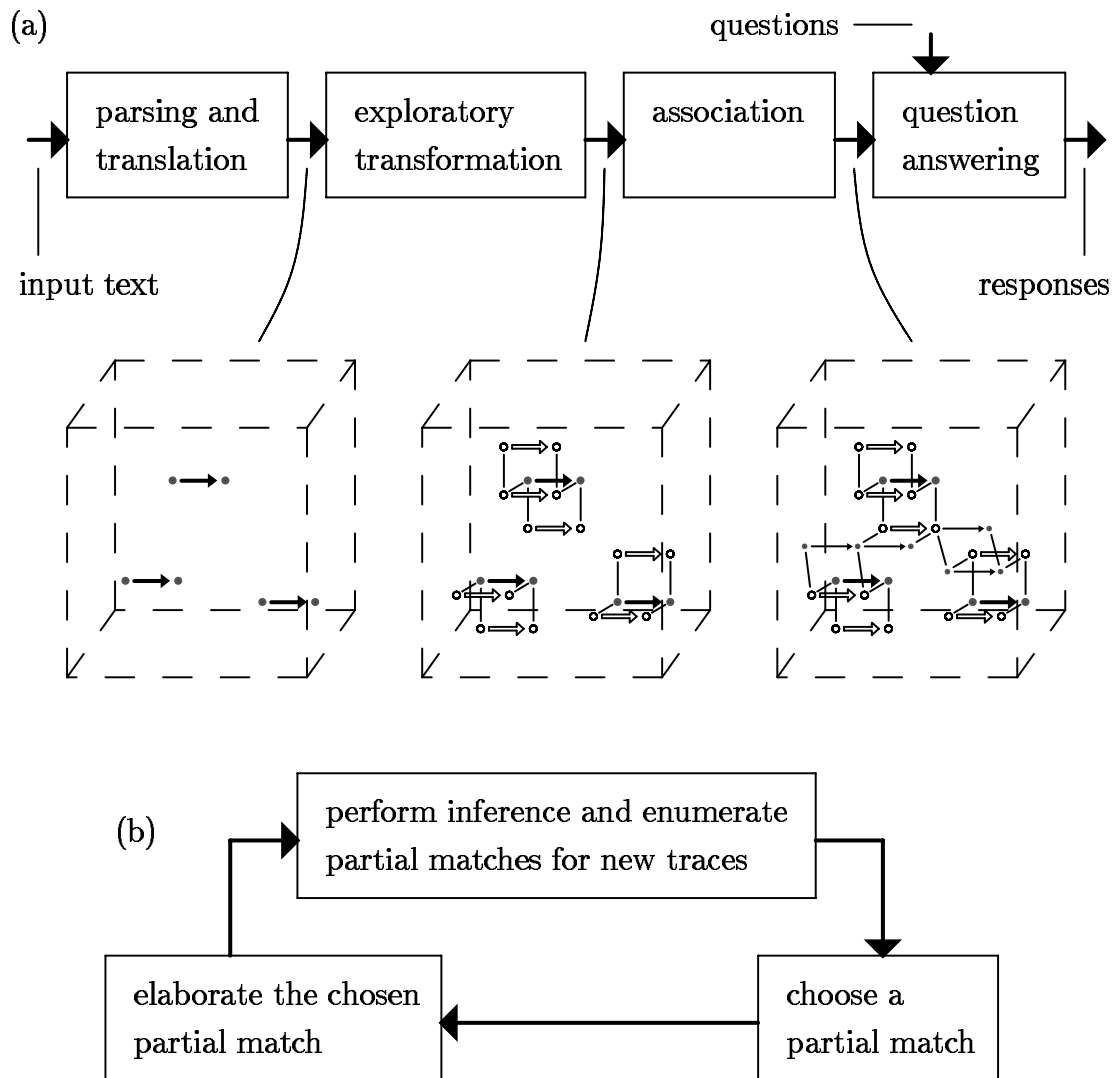 (a)
questions
parsing and
translation
exploratory
transformation
association
question
answering
input text
responses
(b)
perform inference and enumerate
partial matches for new traces
elaborate the chosen
partial match
choose a
partial match